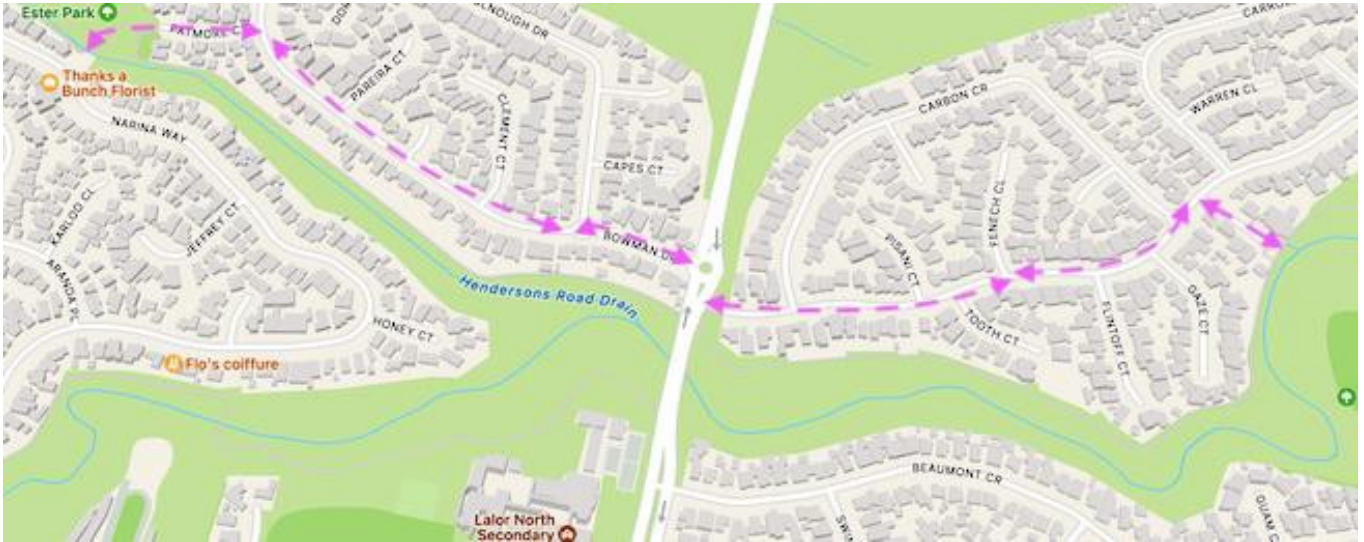 Ester Park
PATMORE C
PAREIRA CT
CLEMENT CT
CAPES CT
BOWMAN D
Thanks a
Bunch Florist
NARINA WAY
KARLOO CL
JEFFREY CT
ARANDA PL
HONEY CT
Flo's coiffure
Hendersons Road Drain
Lalor North
Secondary
CARBON CR
WARREN CL
FENECH CL
PISANI CT
TOOTH CT
FLINTOFF CT
GAZE CT
BEAUMONT CR
GUAM C